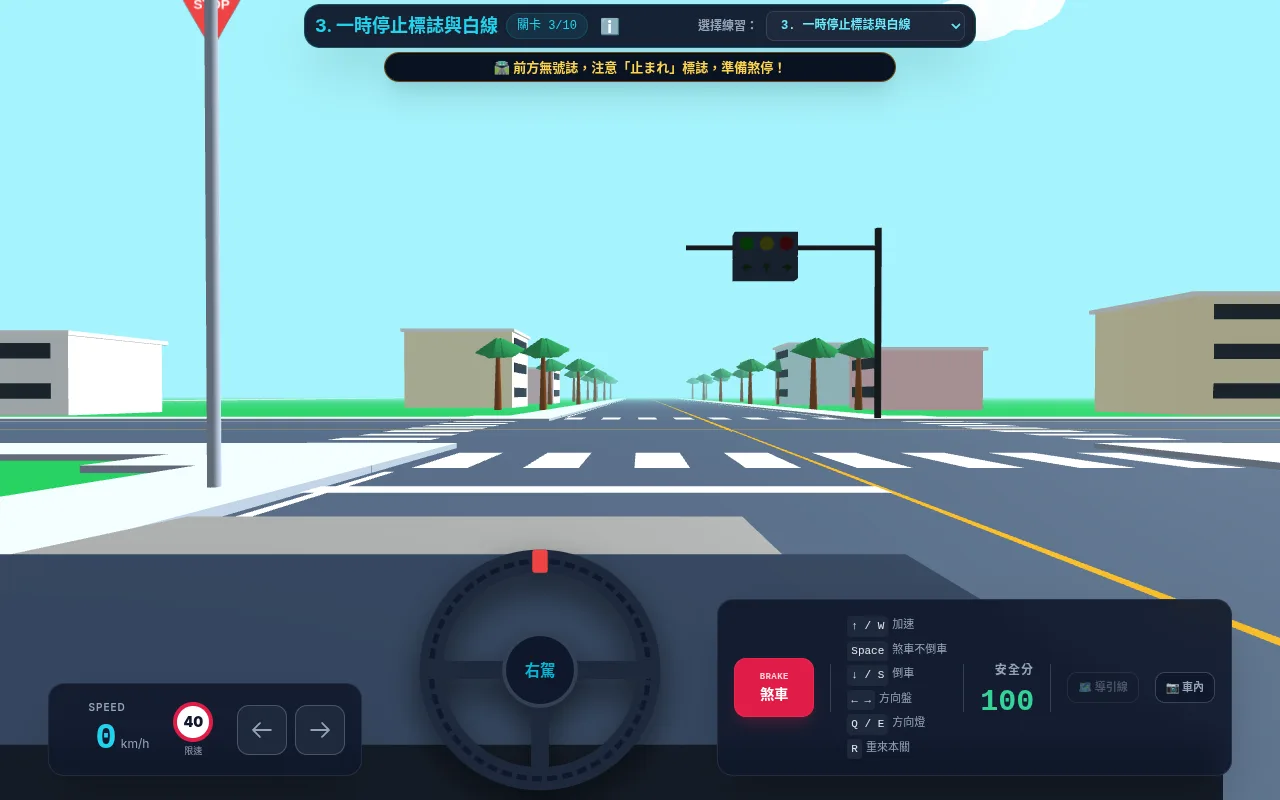 STOP
3. 一時停止標誌與白線
關卡 3/10
ℹ️
選擇練習：
3. 一時停止標誌與白線
🛣️ 前方無號誌，注意「止まれ」標誌，準備煞停！
SPEED
0 km/h
40
限速
←
→
右駕
BRAKE
煞車
↑ / W 加速
Space 煞車不倒車
↓ / S 倒車
← → 方向盤
Q / E 方向燈
R 重來本關
安全分
100
🗺️ 導引線
📷 車內